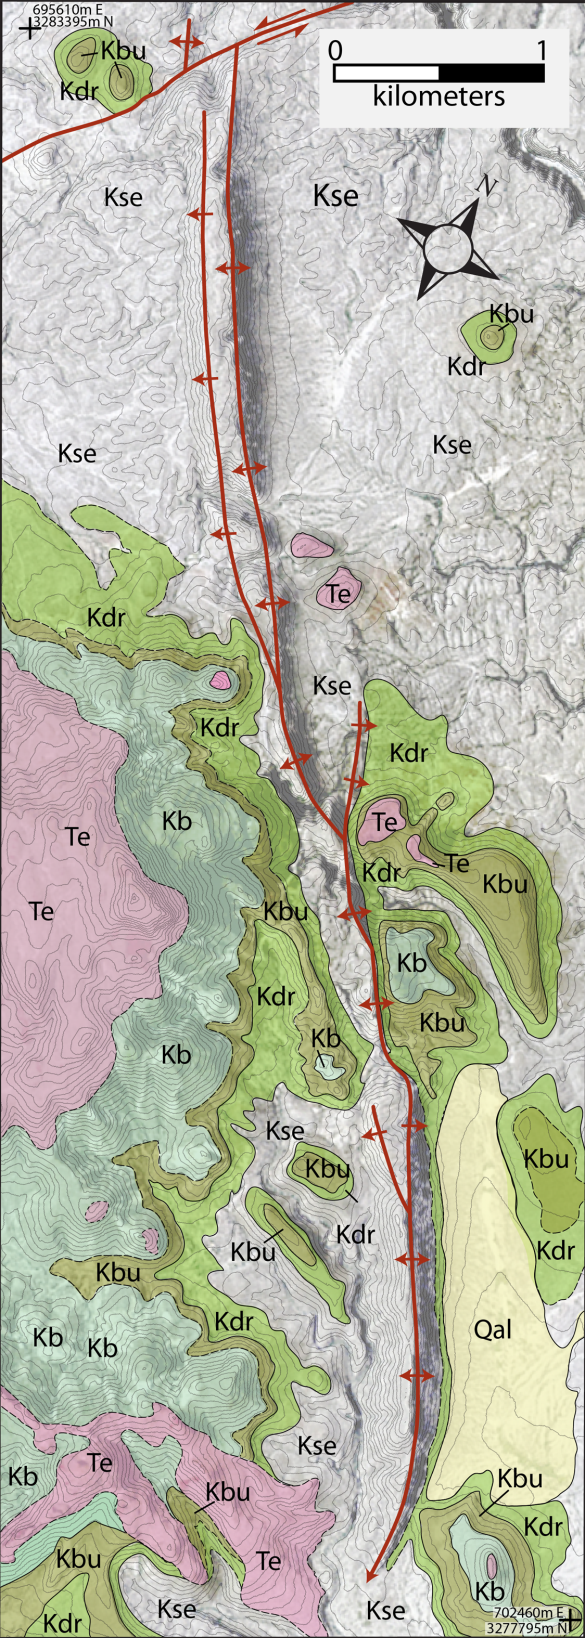 695610m E
3283395m N
0 1
kilometers
Kbu
Kdr
Kse
Kse
N
Kbu
Kdr
Kse
Kse
Te
Kdr
Kse
Kdr
Kdr
Te
Kb
Te
Te
Kdr
Kbu
Te
Kbu
Kb
Kdr
Kbu
Kb
Kb
Kse
Kbu
Kbu
Kdr
Kbu
Kdr
Kbu
Kdr
Qal
Kb
Kb
Kse
Te
Kb
Kbu
Kbu
Kdr
Kbu
Te
Kb
Kse
Kse
Kdr
702460m E
3277795m N